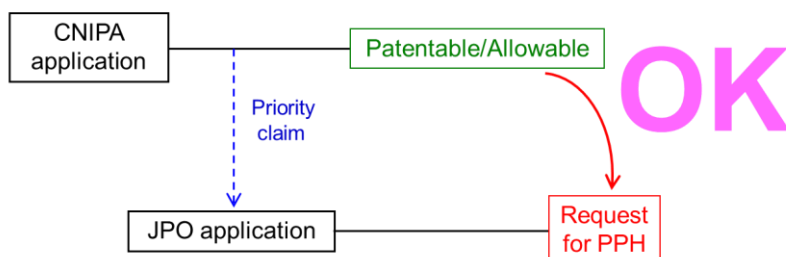 CNIPA
application
Patentable/Allowable
OK
Priority
claim
JPO application
Request
for PPH